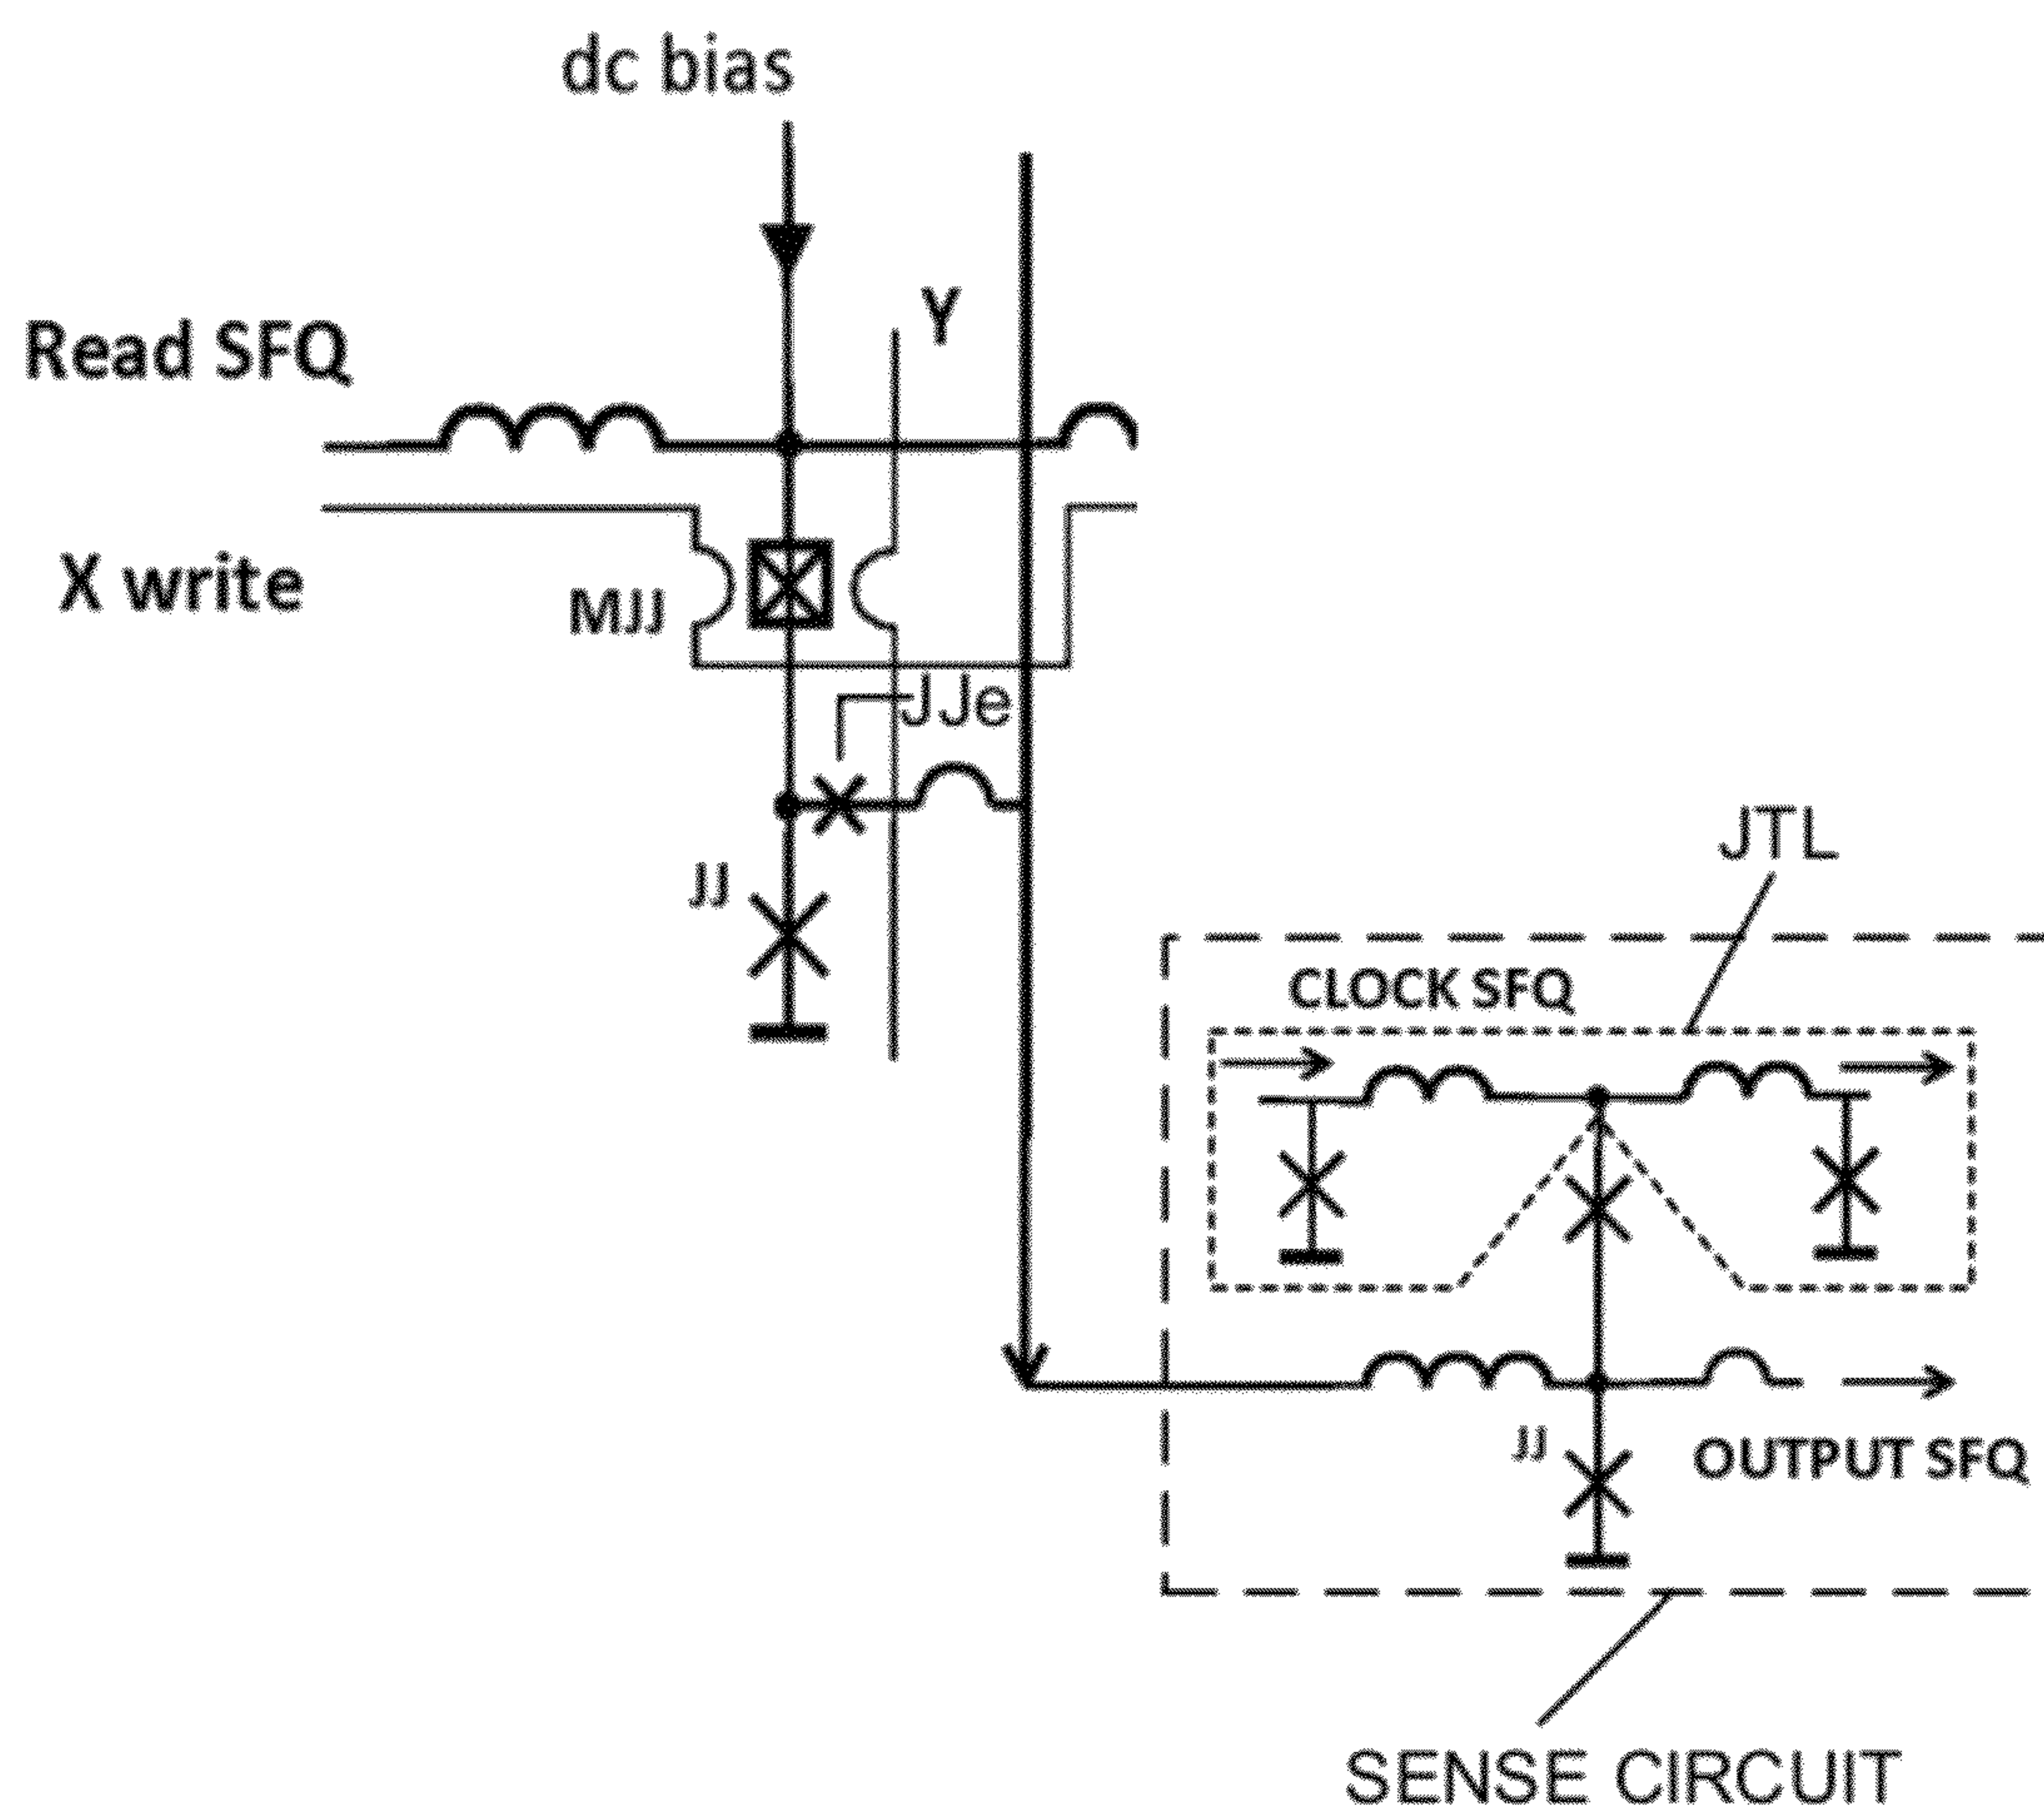 dc bias
Y
Read SFQ
X write
MJJ
JJe
JJ
JTL
CLOCK SFQ
JJ
OUTPUT SFQ
SENSE CIRCUIT